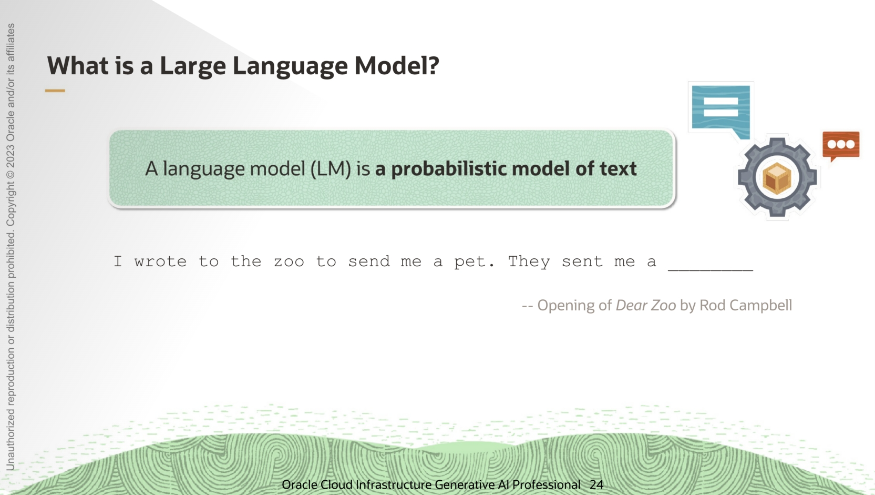 What is a Large Language Model?
A language model (LM) is a probabilistic model of text
I wrote to the zoo to send me a pet. They sent me a ________
-- Opening of Dear Zoo by Rod Campbell
Unauthorized reproduction or distribution prohibited. Copyright © 2023 Oracle and/or its affiliates
Oracle Cloud Infrastructure Generative AI Professional 24